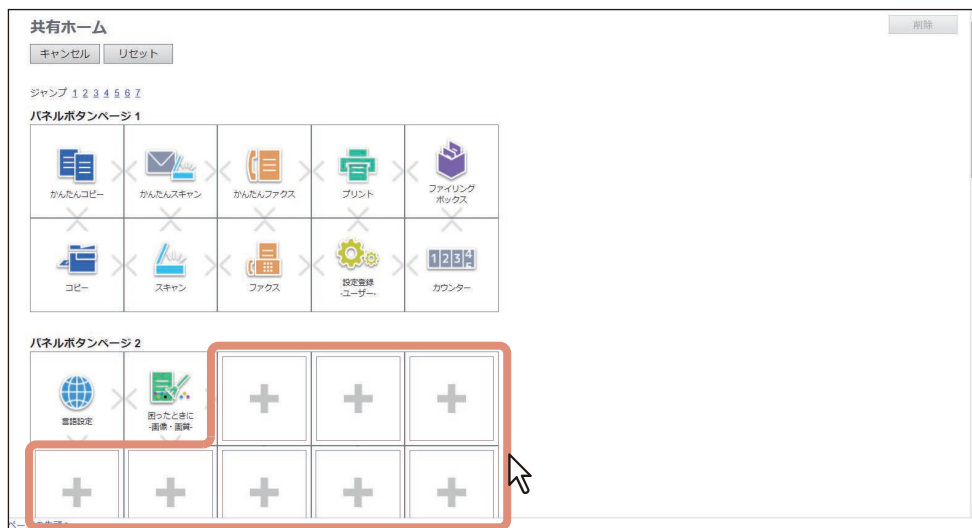 共有ホーム
削除
キャンセル リセット
ジャンプ 1 2 3 4 5 6 7
パネルボタンページ 1
かんたんコピー かんたんスキャン かんたんファクス プリント ファイリング
ボックス
コピー スキャン ファクス 設定登録
-ユーザー- カウンター
パネルボタンページ 2
言語設定 困ったときに
-画像・画質-